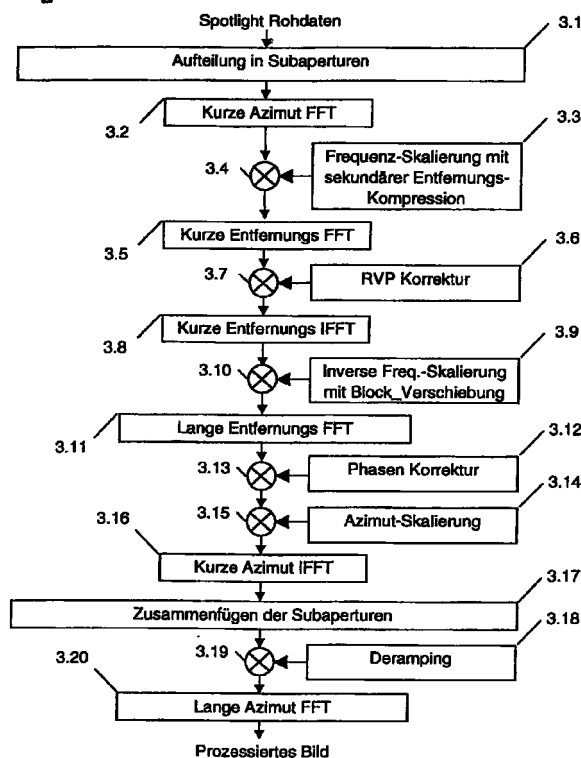 Spotlight Rohdaten
3.1
Aufteilung in Subaperturen
Kurze Azimut FFT
3.2
3.3
3.4
Frequenz-Skalierung mit
sekundärer Entfernungs-
Kompression
Kurze Entfernungs FFT
3.5
3.6
3.7
RVP Korrektur
Kurze Entfernungs IFFT
3.8
3.9
3.10
Inverse Freq.-Skalierung
mit Block_Verschiebung
Lange Entfernungs FFT
3.11
3.12
3.13
Phasen Korrektur
3.14
3.15
Azimut-Skalierung
3.16
Kurze Azimut IFFT
3.17
Zusammenfügen der Subaperturen
3.18
3.19
Deramping
3.20
Lange Azimut FFT
Prozessiertes Bild